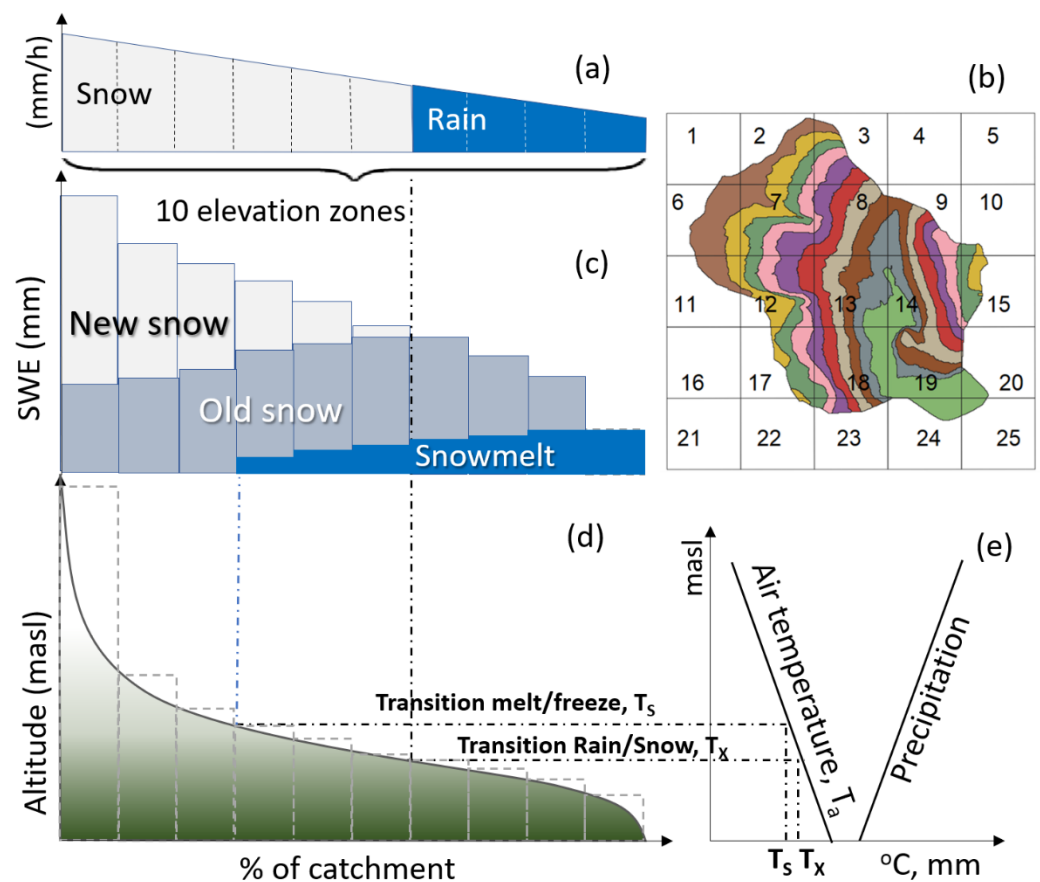 (a)
(mm/h)
Snow
Rain
(b)
1 2 3 4 5
6 7 8 9 10
11 12 13 14 15
16 17 18 19 20
21 22 23 24 25
10 elevation zones
(c)
SWE (mm)
New snow
Old snow
Snowmelt
(d)
Altitude (masl)
Transition melt/freeze, Tₛ
Transition Rain/Snow, Tₓ
% of catchment
(e)
masl
Air temperature, Tₐ
Precipitation
Tₛ Tₓ
ºC, mm